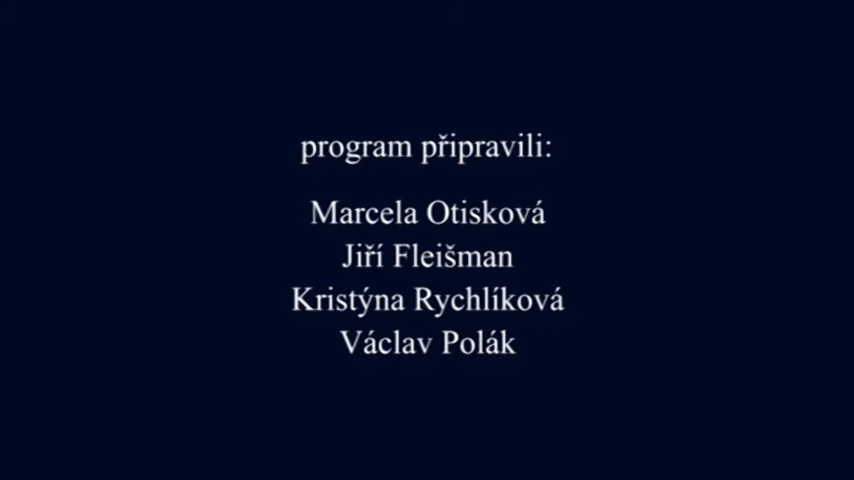 program připravili:
Marcela Otisková
Jiří Fleišman
Kristýna Rychlíková
Václav Polák